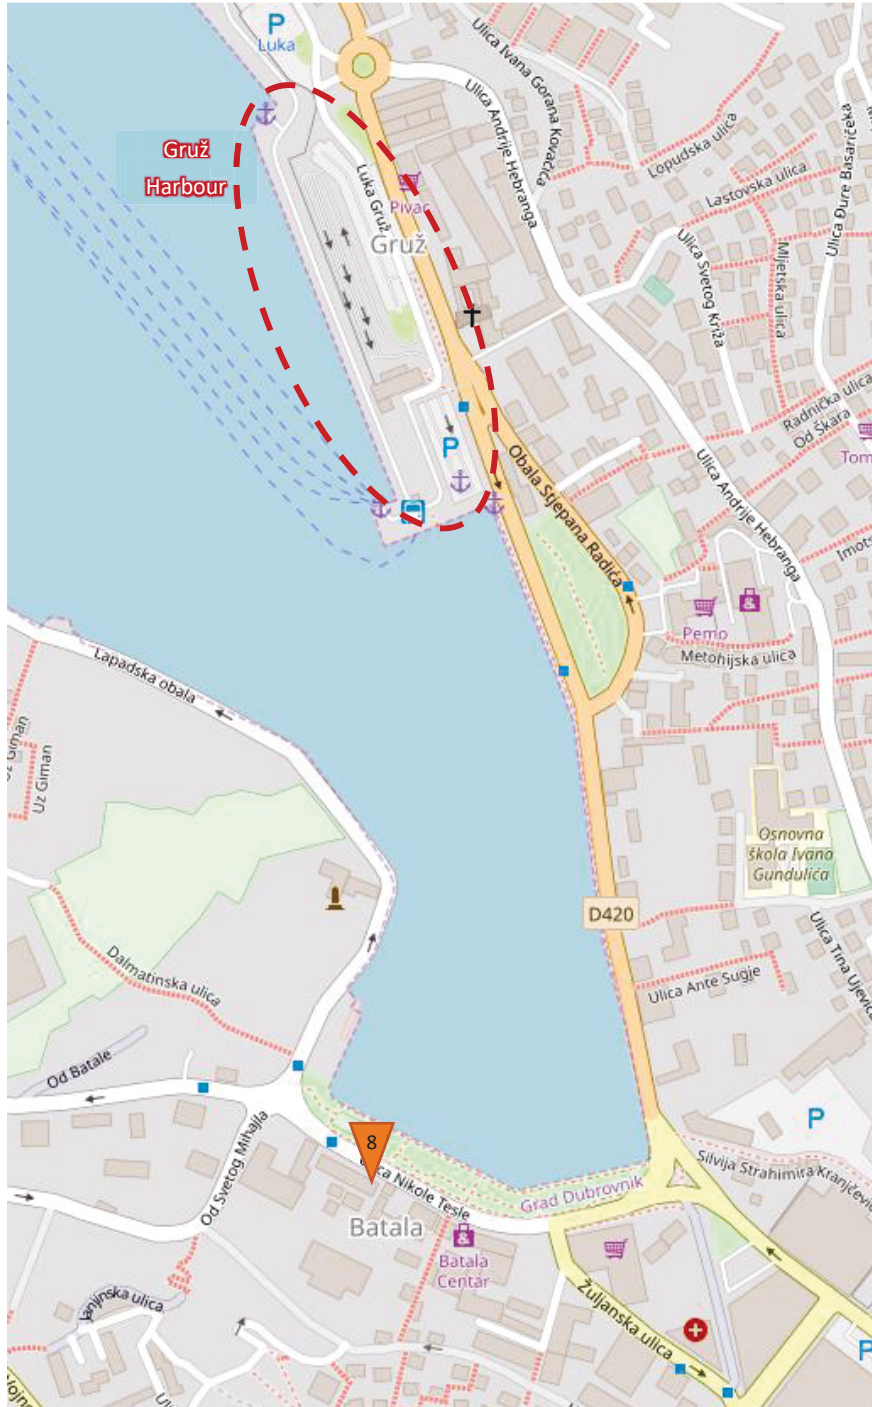 P
Luka
Ulica Ivana Gorana Kovačića
Ulica Andrije Hebranga
Gruž
Harbour
Lopudska ulica
Ulica Đure Basaričeka
Lastovska ulica
Luka Gruž
Pivac
Gruž
Ulica Svetog Križa
Mljetska ulica
Radnička ulica
Od Škara
Tom
P
Obala Stjepana Radića
Ulica Andrije Hebranga
Imots
Pemo
Metohijska ulica
Lapadska obala
Uz Giman
Uz Giman
Osnovna
škola Ivana
Gundulića
D420
Ulica Tina Ujevića
Dalmatinska ulica
Ulica Ante Sugje
Od Batale
P
8
Od Svetog Mihajla
Ulica Nikole Tesle
Silvija Strahimira Kranjčević
Grad Dubrovnik
Batala
Batala
Centar
Janjinska ulica
Žuljanska ulica
P
Vojno